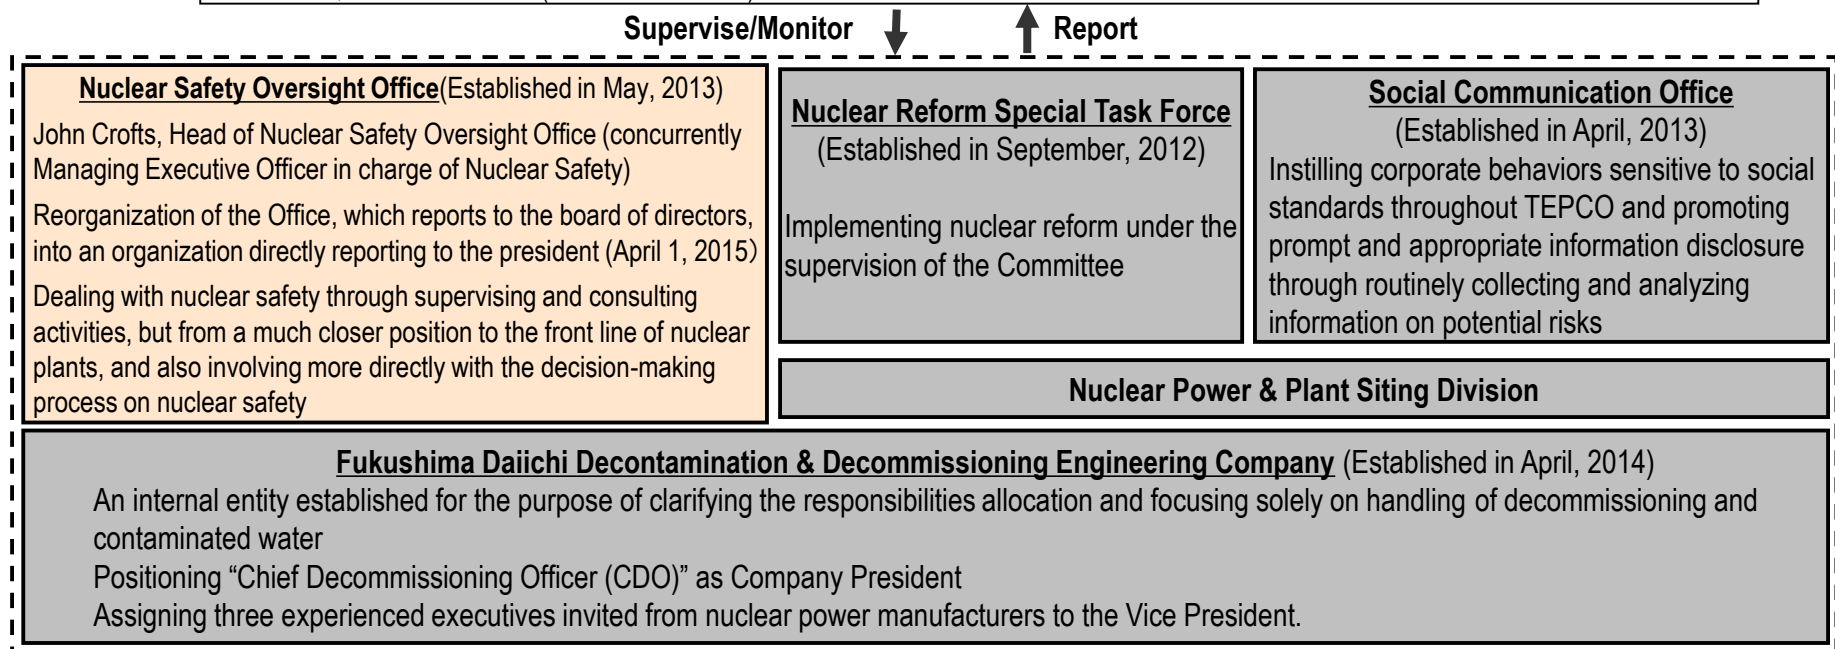 Supervise/Monitor
Report
Nuclear Safety Oversight Office(Established in May, 2013)
John Crofts, Head of Nuclear Safety Oversight Office (concurrently
Managing Executive Officer in charge of Nuclear Safety)
Reorganization of the Office, which reports to the board of directors,
into an organization directly reporting to the president (April 1, 2015）
Dealing with nuclear safety through supervising and consulting
activities, but from a much closer position to the front line of nuclear
plants, and also involving more directly with the decision-making
process on nuclear safety
Nuclear Reform Special Task Force
(Established in September, 2012)
Implementing nuclear reform under the
supervision of the Committee
Social Communication Office
(Established in April, 2013)
Instilling corporate behaviors sensitive to social
standards throughout TEPCO and promoting
prompt and appropriate information disclosure
through routinely collecting and analyzing
information on potential risks
Nuclear Power & Plant Siting Division
Fukushima Daiichi Decontamination & Decommissioning Engineering Company (Established in April, 2014)
An internal entity established for the purpose of clarifying the responsibilities allocation and focusing solely on handling of decommissioning and
contaminated water
Positioning “Chief Decommissioning Officer (CDO)” as Company President
Assigning three experienced executives invited from nuclear power manufacturers to the Vice President.